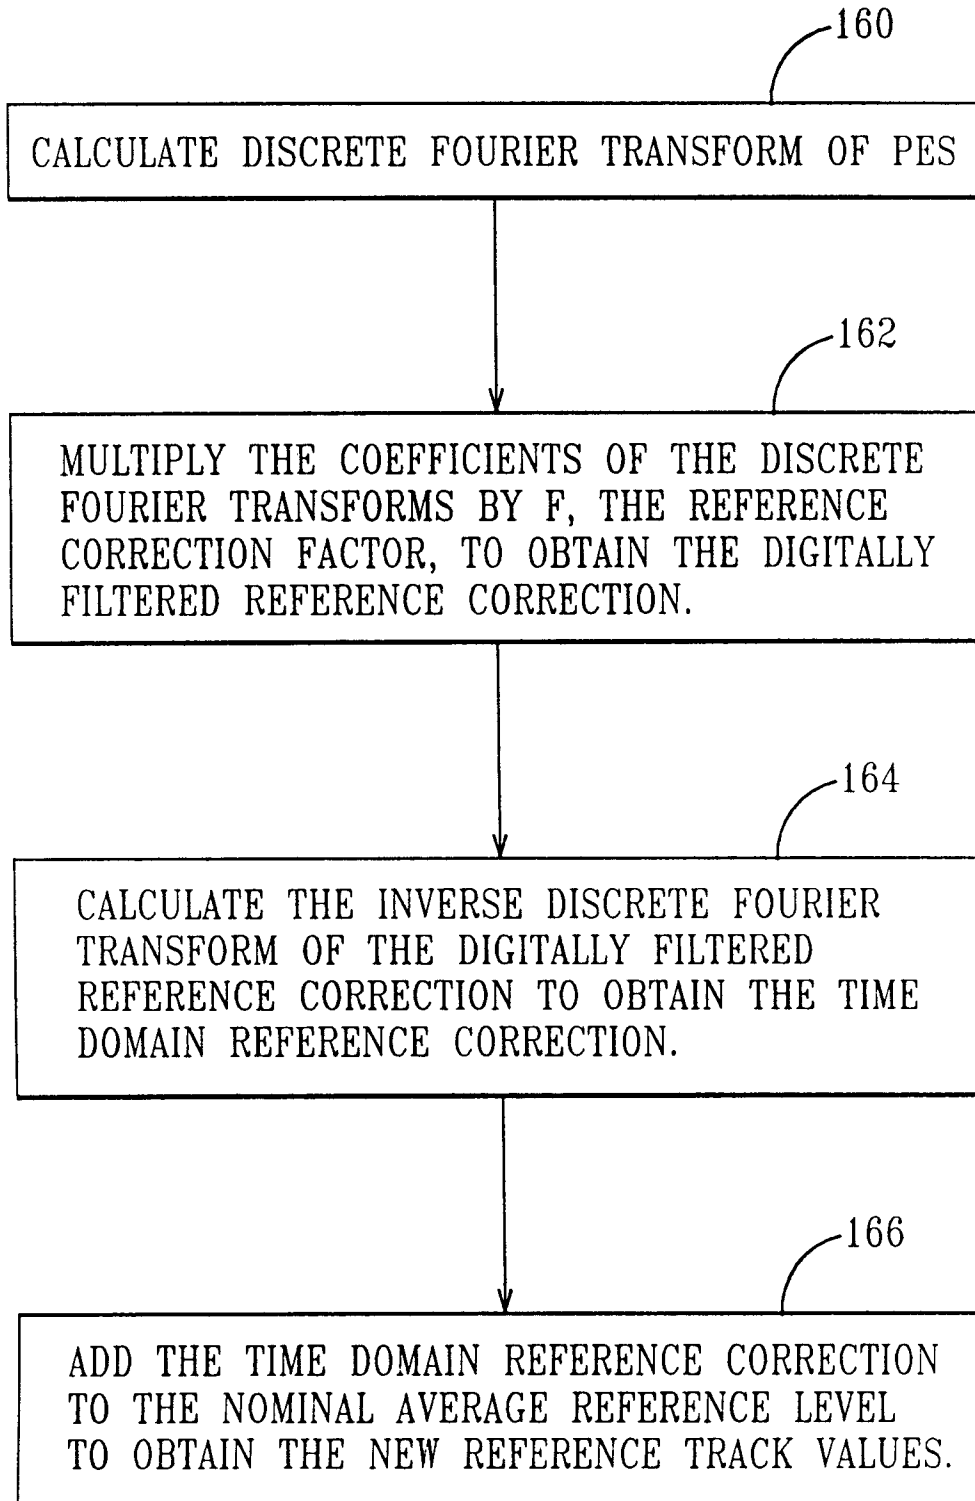 160
CALCULATE DISCRETE FOURIER TRANSFORM OF PES
162
MULTIPLY THE COEFFICIENTS OF THE DISCRETE
FOURIER TRANSFORMS BY F, THE REFERENCE
CORRECTION FACTOR, TO OBTAIN THE DIGITALLY
FILTERED REFERENCE CORRECTION.
164
CALCULATE THE INVERSE DISCRETE FOURIER
TRANSFORM OF THE DIGITALLY FILTERED
REFERENCE CORRECTION TO OBTAIN THE TIME
DOMAIN REFERENCE CORRECTION.
166
ADD THE TIME DOMAIN REFERENCE CORRECTION
TO THE NOMINAL AVERAGE REFERENCE LEVEL
TO OBTAIN THE NEW REFERENCE TRACK VALUES.